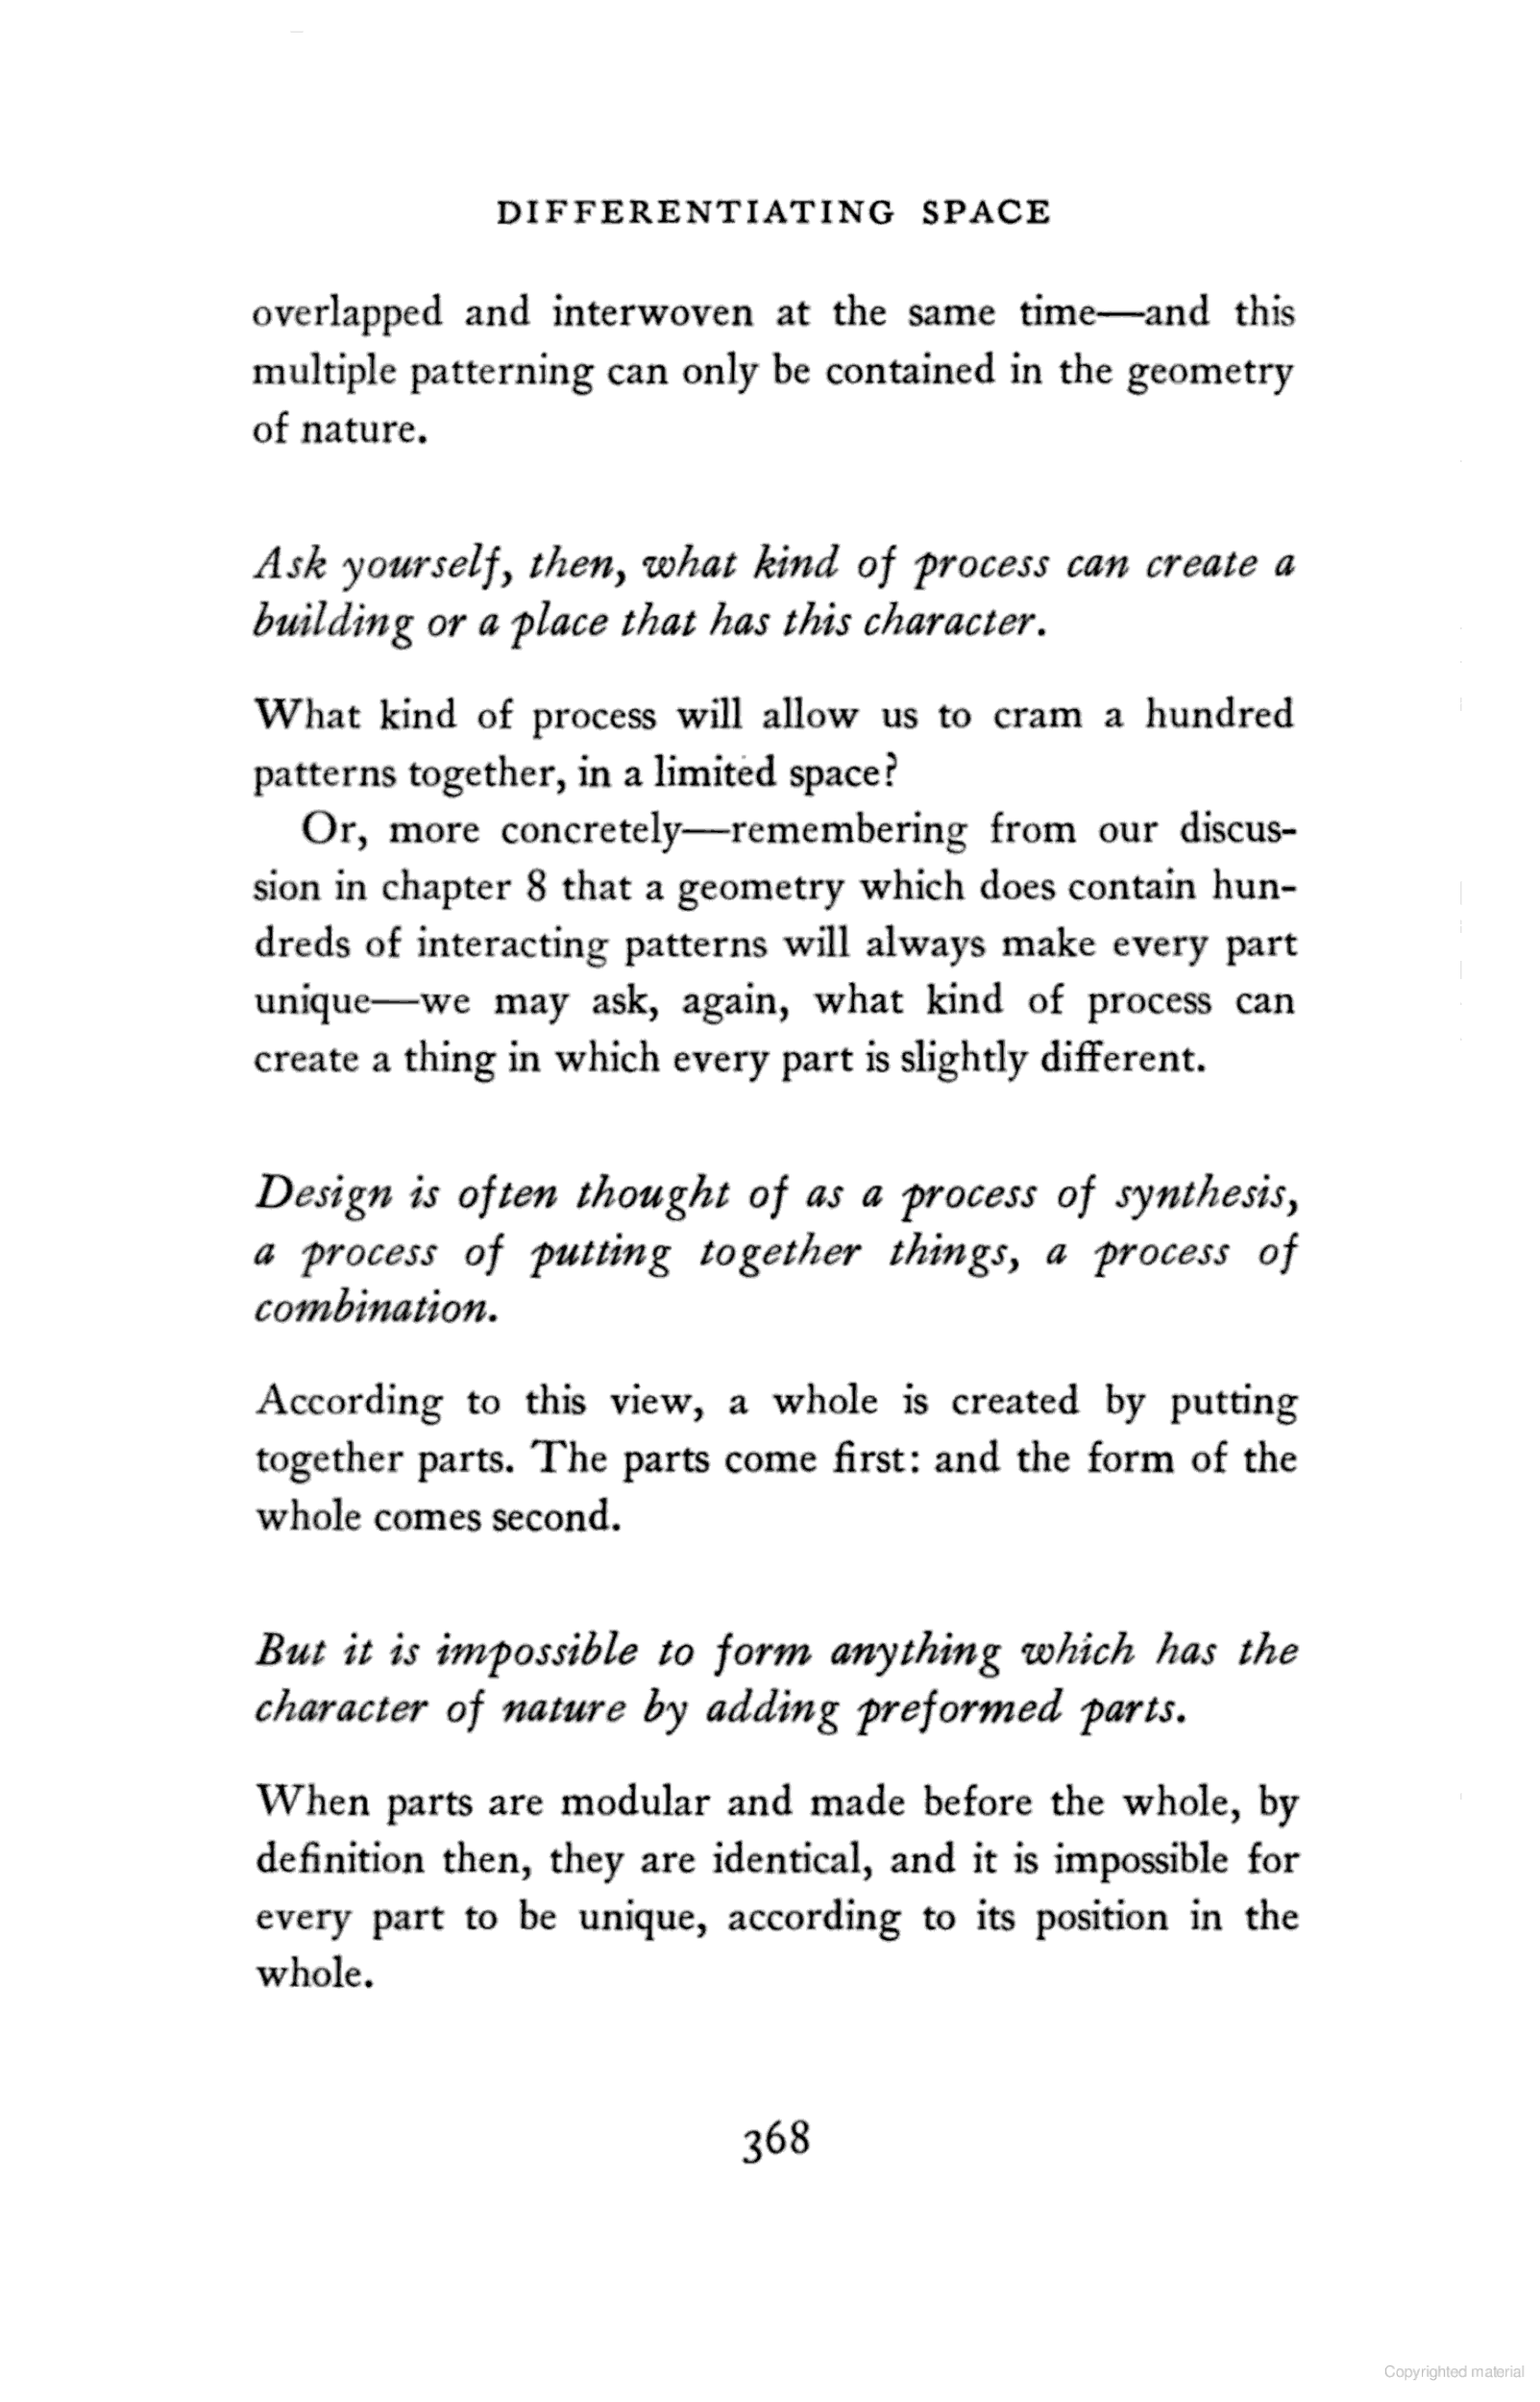 DIFFERENTIATING SPACE
overlapped and interwoven at the same time—and this
multiple patterning can only be contained in the geometry
of nature.
Ask yourself, then, what kind of process can create a
building or a place that has this character.
What kind of process will allow us to cram a hundred
patterns together, in a limited space?
Or, more concretely—remembering from our discus-
sion in chapter 8 that a geometry which does contain hun-
dreds of interacting patterns will always make every part
unique—we may ask, again, what kind of process can
create a thing in which every part is slightly different.
Design is often thought of as a process of synthesis,
a process of putting together things, a process of
combination.
According to this view, a whole is created by putting
together parts. The parts come first: and the form of the
whole comes second.
But it is impossible to form anything which has the
character of nature by adding preformed parts.
When parts are modular and made before the whole, by
definition then, they are identical, and it is impossible for
every part to be unique, according to its position in the
whole.
368
Copyrighted material